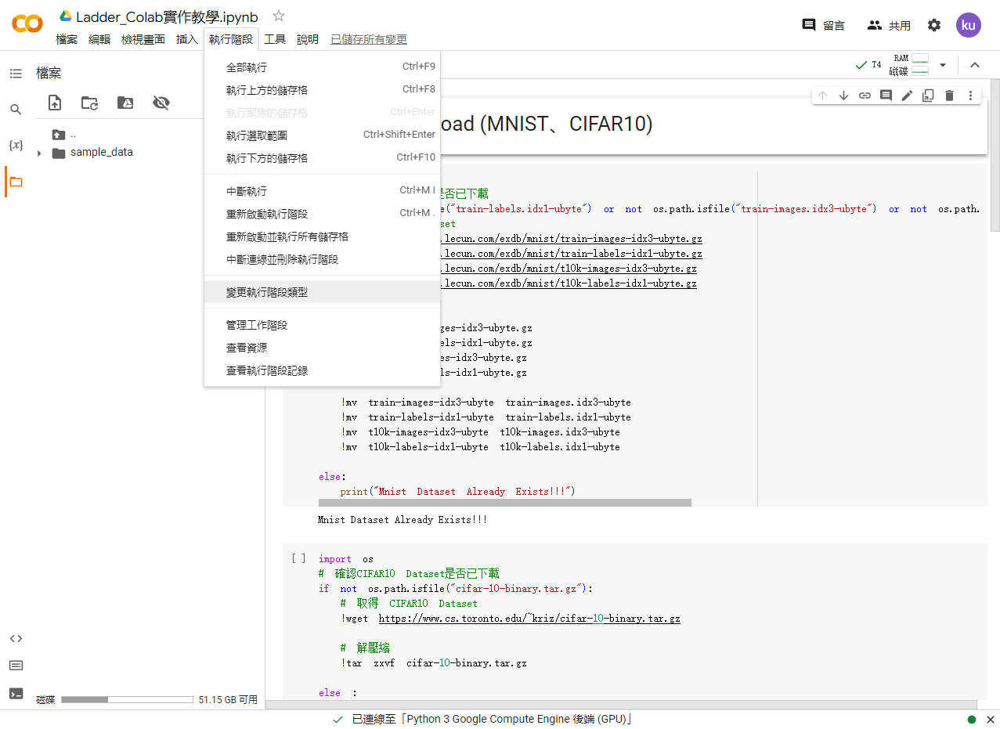 Ladder_Colab實作教學.ipynb
檔案 編輯 檢視畫面 插入 執行階段 工具 說明 已儲存所有變更
留言 共用 ku
檔案
T4 RAM
磁碟
{x}
..
sample_data
全部執行 Ctrl+F9
執行上方的儲存格 Ctrl+F8
執行聚焦的儲存格 Ctrl+Enter
執行選取範圍 Ctrl+Shift+Enter
執行下方的儲存格 Ctrl+F10
中斷執行 Ctrl+M I
重新啟動執行階段 Ctrl+M .
重新啟動並執行所有儲存格
中斷連線並刪除執行階段
變更執行階段類型
管理工作階段
查看資源
查看執行階段記錄
oad (MNIST、CIFAR10)
是否已下載
e("train-labels.idx1-ubyte") or not os.path.isfile("train-images.idx3-ubyte") or not os.path.
set
.lecun.com/exdb/mnist/train-images-idx3-ubyte.gz
.lecun.com/exdb/mnist/train-labels-idx1-ubyte.gz
.lecun.com/exdb/mnist/t10k-images-idx3-ubyte.gz
.lecun.com/exdb/mnist/t10k-labels-idx1-ubyte.gz
ges-idx3-ubyte.gz
els-idx1-ubyte.gz
es-idx3-ubyte.gz
ls-idx1-ubyte.gz
!mv train-images-idx3-ubyte train-images.idx3-ubyte
!mv train-labels-idx1-ubyte train-labels.idx1-ubyte
!mv t10k-images-idx3-ubyte t10k-images.idx3-ubyte
!mv t10k-labels-idx1-ubyte t10k-labels.idx1-ubyte
else:
print("Mnist Dataset Already Exists!!!")
Mnist Dataset Already Exists!!!
[ ] import os
# 確認CIFAR10 Dataset是否已下載
if not os.path.isfile("cifar-10-binary.tar.gz"):
# 取得 CIFAR10 Dataset
!wget https://www.cs.toronto.edu/~kriz/cifar-10-binary.tar.gz
# 解壓縮
!tar zxvf cifar-10-binary.tar.gz
else :
磁碟 51.15 GB 可用
已連線至「Python 3 Google Compute Engine 後端 (GPU)」